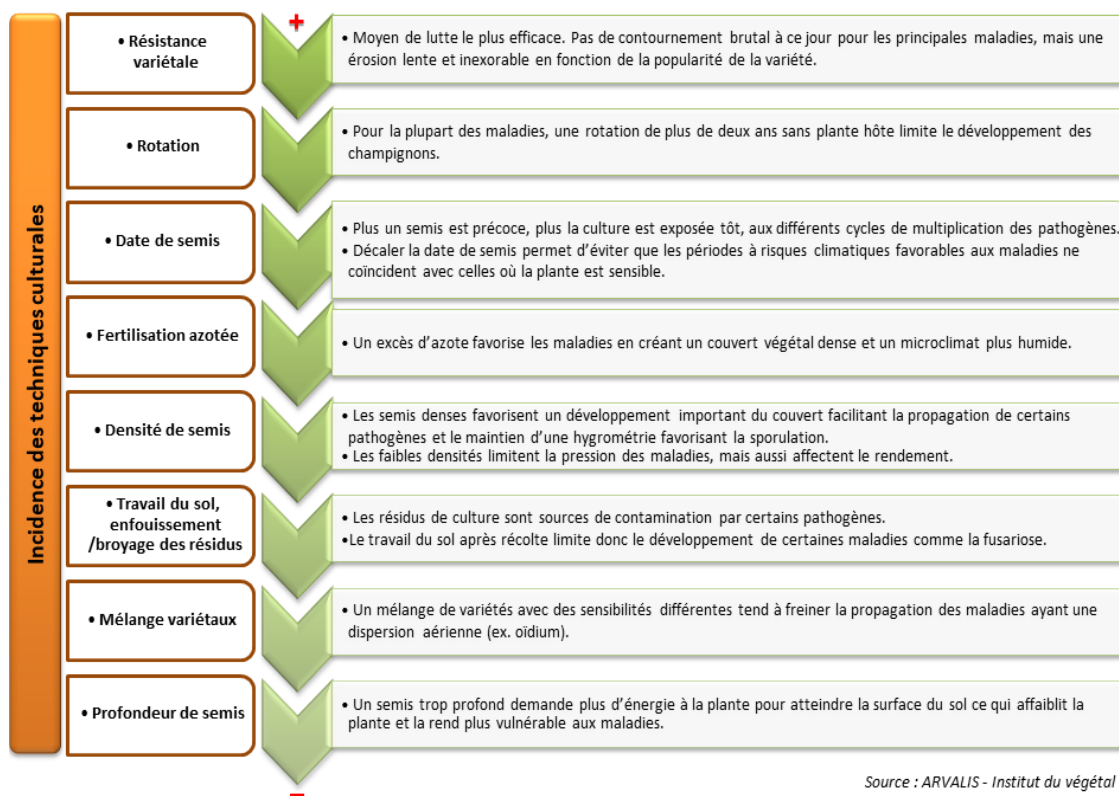 Incidence des techniques culturales
+
• Résistance
variétale
• Moyen de lutte le plus efficace. Pas de contournement brutal à ce jour pour les principales maladies, mais une
érosion lente et inexorable en fonction de la popularité de la variété.
• Rotation
• Pour la plupart des maladies, une rotation de plus de deux ans sans plante hôte limite le développement des
champignons.
• Date de semis
• Plus un semis est précoce, plus la culture est exposée tôt, aux différents cycles de multiplication des pathogènes.
• Décaler la date de semis permet d'éviter que les périodes à risques climatiques favorables aux maladies ne
coïncident avec celles où la plante est sensible.
• Fertilisation azotée
• Un excès d'azote favorise les maladies en créant un couvert végétal dense et un microclimat plus humide.
• Densité de semis
• Les semis denses favorisent un développement important du couvert facilitant la propagation de certains
pathogènes et le maintien d'une hygrométrie favorisant la sporulation.
• Les faibles densités limitent la pression des maladies, mais aussi affectent le rendement.
• Travail du sol,
enfouissement
/broyage des résidus
• Les résidus de culture sont sources de contamination par certains pathogènes.
•Le travail du sol après récolte limite donc le développement de certaines maladies comme la fusariose.
• Mélange variétaux
• Un mélange de variétés avec des sensibilités différentes tend à freiner la propagation des maladies ayant une
dispersion aérienne (ex. oïdium).
• Profondeur de semis
• Un semis trop profond demande plus d'énergie à la plante pour atteindre la surface du sol ce qui affaiblit la
plante et la rend plus vulnérable aux maladies.
–
Source : ARVALIS - Institut du végétal